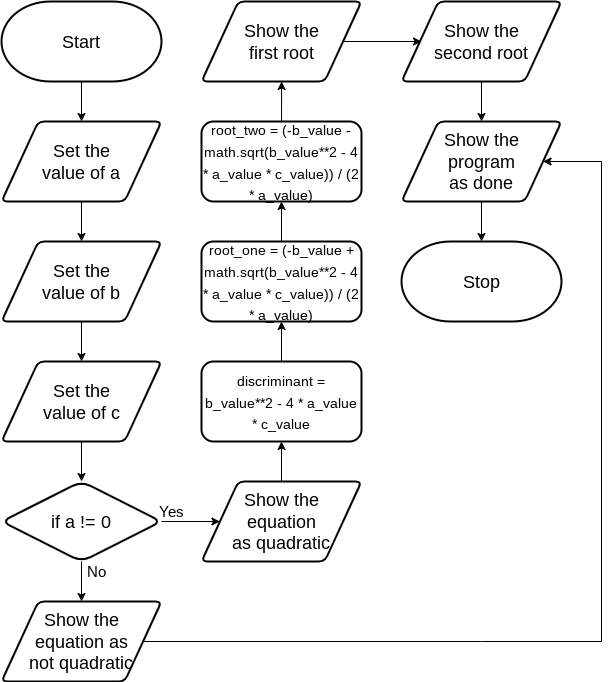 Start
Set the
value of a
Set the
value of b
Set the
value of c
if a != 0
Yes
No
Show the
equation as
not quadratic
Show the
equation
as quadratic
discriminant =
b_value**2 - 4 * a_value
* c_value
root_one = (-b_value +
math.sqrt(b_value**2 - 4
* a_value * c_value)) / (2
* a_value)
root_two = (-b_value -
math.sqrt(b_value**2 - 4
* a_value * c_value)) / (2
* a_value)
Show the
first root
Show the
second root
Show the
program
as done
Stop